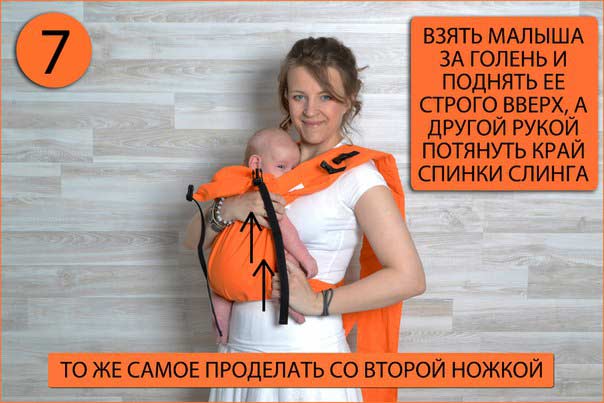 7
ВЗЯТЬ МАЛЫША
ЗА ГОЛЕНЬ И
ПОДНЯТЬ ЕЕ
СТРОГО ВВЕРХ, А
ДРУГОЙ РУКОЙ
ПОТЯНУТЬ КРАЙ
СПИНКИ СЛИНГА
ТО ЖЕ САМОЕ ПРОДЕЛАТЬ СО ВТОРОЙ НОЖКОЙ